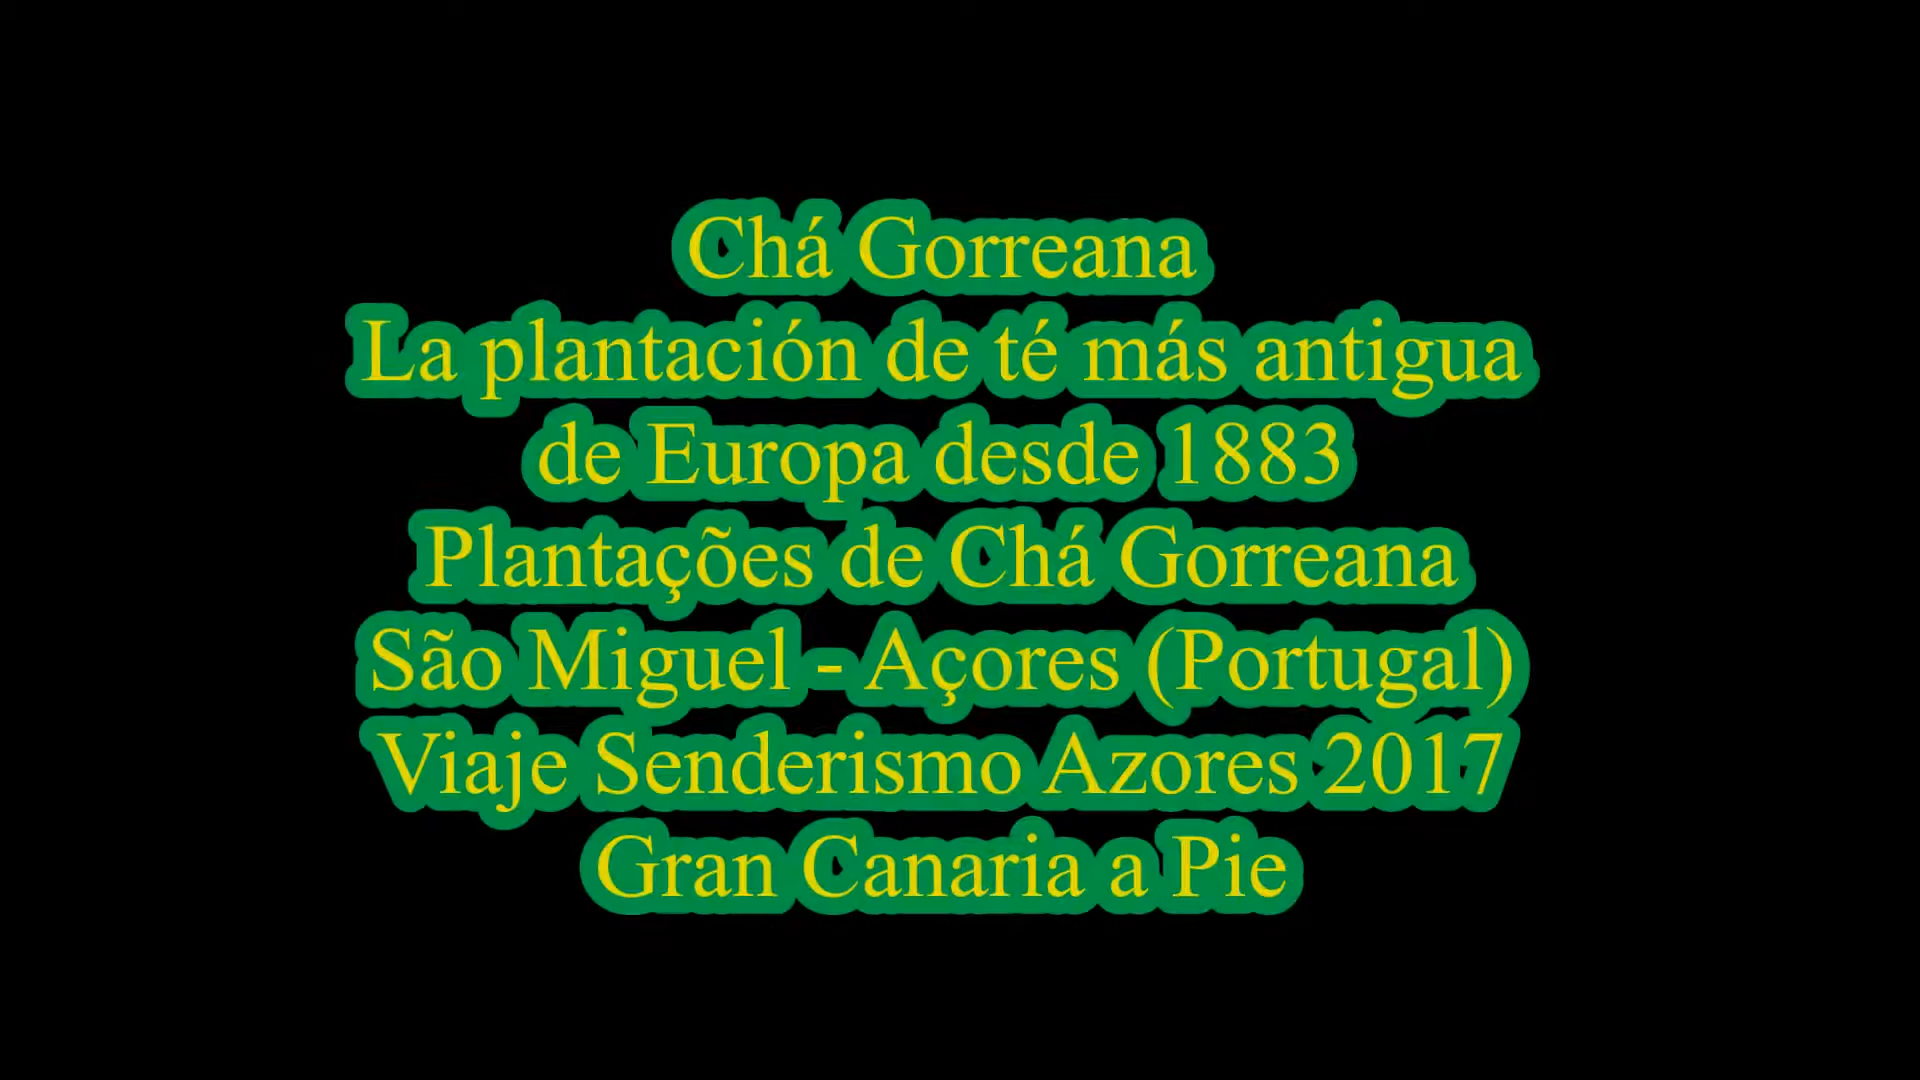 Chá Gorreana
La plantación de té más antigua
de Europa desde 1883
Plantações de Chá Gorreana
São Miguel - Açores (Portugal)
Viaje Senderismo Azores 2017
Gran Canaria a Pie